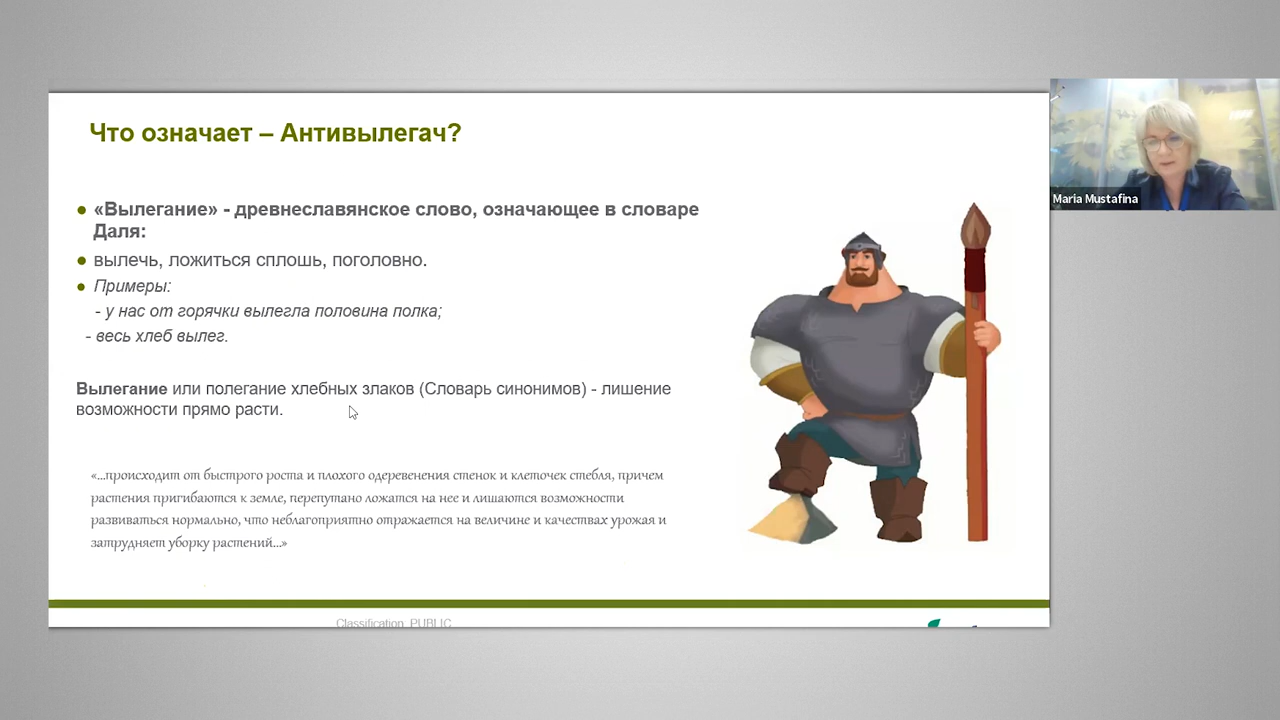 Что означает – Антивылегач?
Maria Mustafina
● «Вылегание» - древнеславянское слово, означающее в словаре
Даля:
● вылечь, ложиться сплошь, поголовно.
● Примеры:
- у нас от горячки вылегла половина полка;
- весь хлеб вылег.
Вылегание или полегание хлебных злаков (Словарь синонимов) - лишение
возможности прямо расти.
«...происходит от быстрого роста и плохого одеревенения стенок и клеточек стебля, причем
растения пригибаются к земле, перепутано ложатся на нее и лишаются возможности
развиваться нормально, что неблагоприятно отражается на величине и качествах урожая и
затрудняет уборку растений...»
Classification. PUBLIC